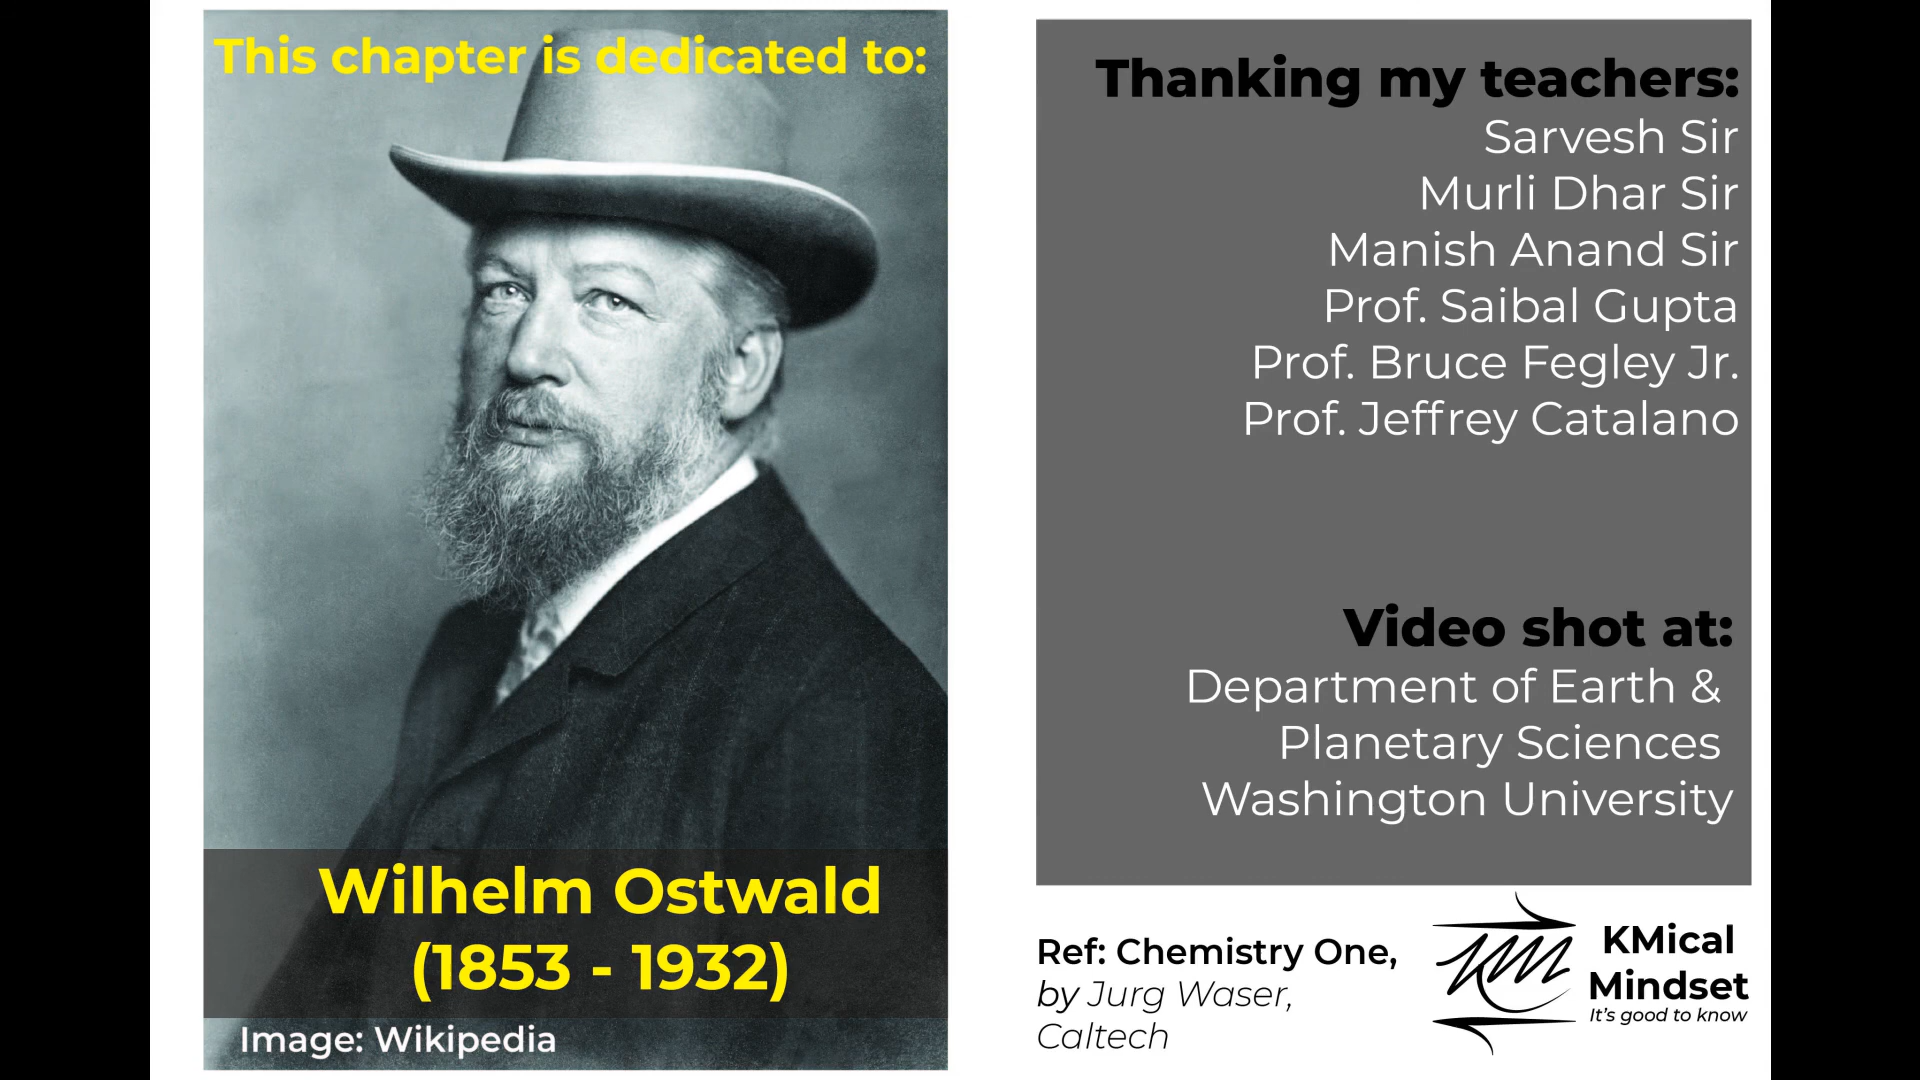 This chapter is dedicated to:
Wilhelm Ostwald
(1853 - 1932)
Image: Wikipedia
Thanking my teachers:
Sarvesh Sir
Murli Dhar Sir
Manish Anand Sir
Prof. Saibal Gupta
Prof. Bruce Fegley Jr.
Prof. Jeffrey Catalano
Video shot at:
Department of Earth &
Planetary Sciences
Washington University
Ref: Chemistry One,
by Jurg Waser,
Caltech
KM
KMical
Mindset
It's good to know